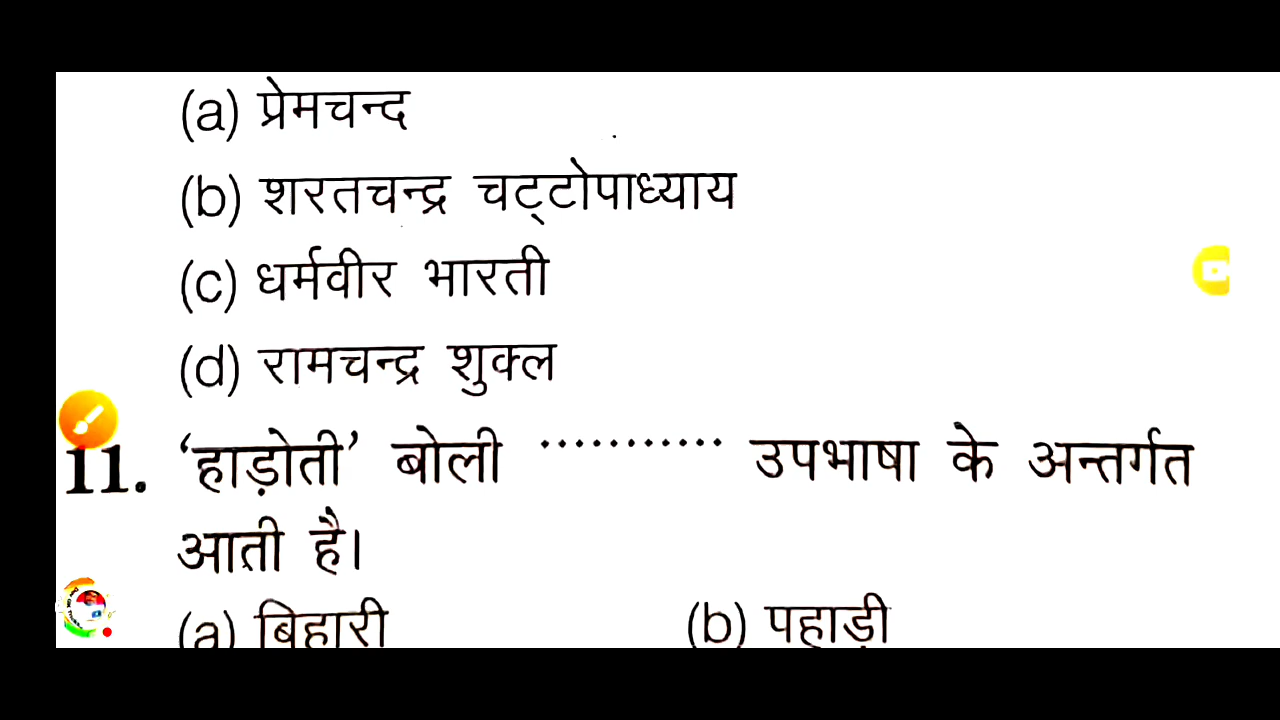 (a) प्रेमचन्द
(b) शरतचन्द्र चट्टोपाध्याय
(c) धर्मवीर भारती
(d) रामचन्द्र शुक्ल
11. ‘हाड़ोती’ बोली ........... उपभाषा के अन्तर्गत
आती है।
(a) बिहारी (b) पहाड़ी